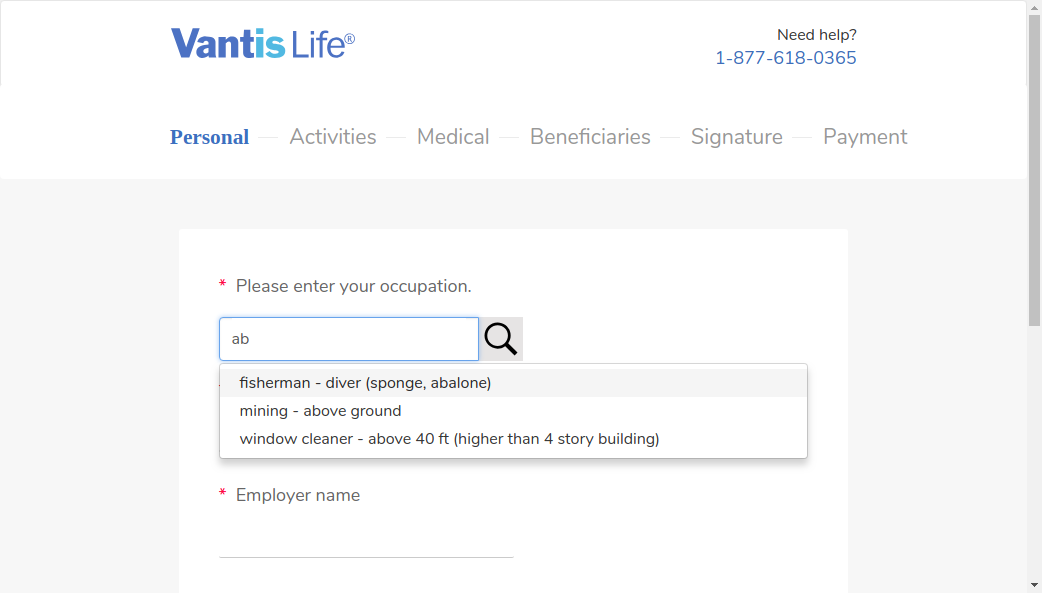 Vantis Life®
Need help?
1-877-618-0365
Personal Activities Medical Beneficiaries Signature Payment
* Please enter your occupation.
ab
fisherman - diver (sponge, abalone)
mining - above ground
window cleaner - above 40 ft (higher than 4 story building)
* Employer name